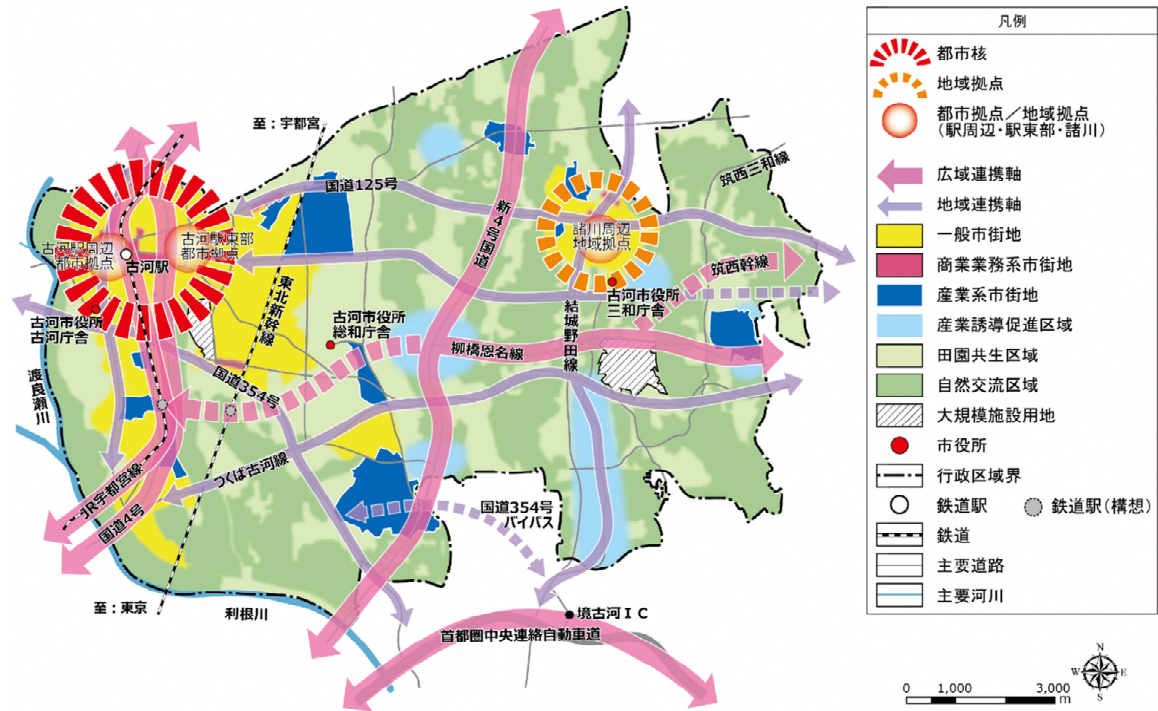 至：宇都宮
国道125号
新4号国道
筑西三和線
古河駅周辺
都市拠点
古河駅東部
都市拠点
古河駅
諸川周辺
地域拠点
筑西幹線
東北新幹線
古河市役所
古河庁舎
古河市役所
総和庁舎
古河市役所
三和庁舎
結城野田線
柳橋恩名線
渡良瀬川
国道354号
つくば古河線
JR宇都宮線
国道4号
国道354号
バイパス
至：東京
利根川
境古河IC
首都圏中央連絡自動車道
凡例
都市核
地域拠点
都市拠点／地域拠点
（駅周辺・駅東部・諸川）
広域連携軸
地域連携軸
一般市街地
商業業務系市街地
産業系市街地
産業誘導促進区域
田園共生区域
自然交流区域
大規模施設用地
市役所
行政区域界
鉄道駅
鉄道駅（構想）
鉄道
主要道路
主要河川
N
W
E
S
0 1,000 3,000
m